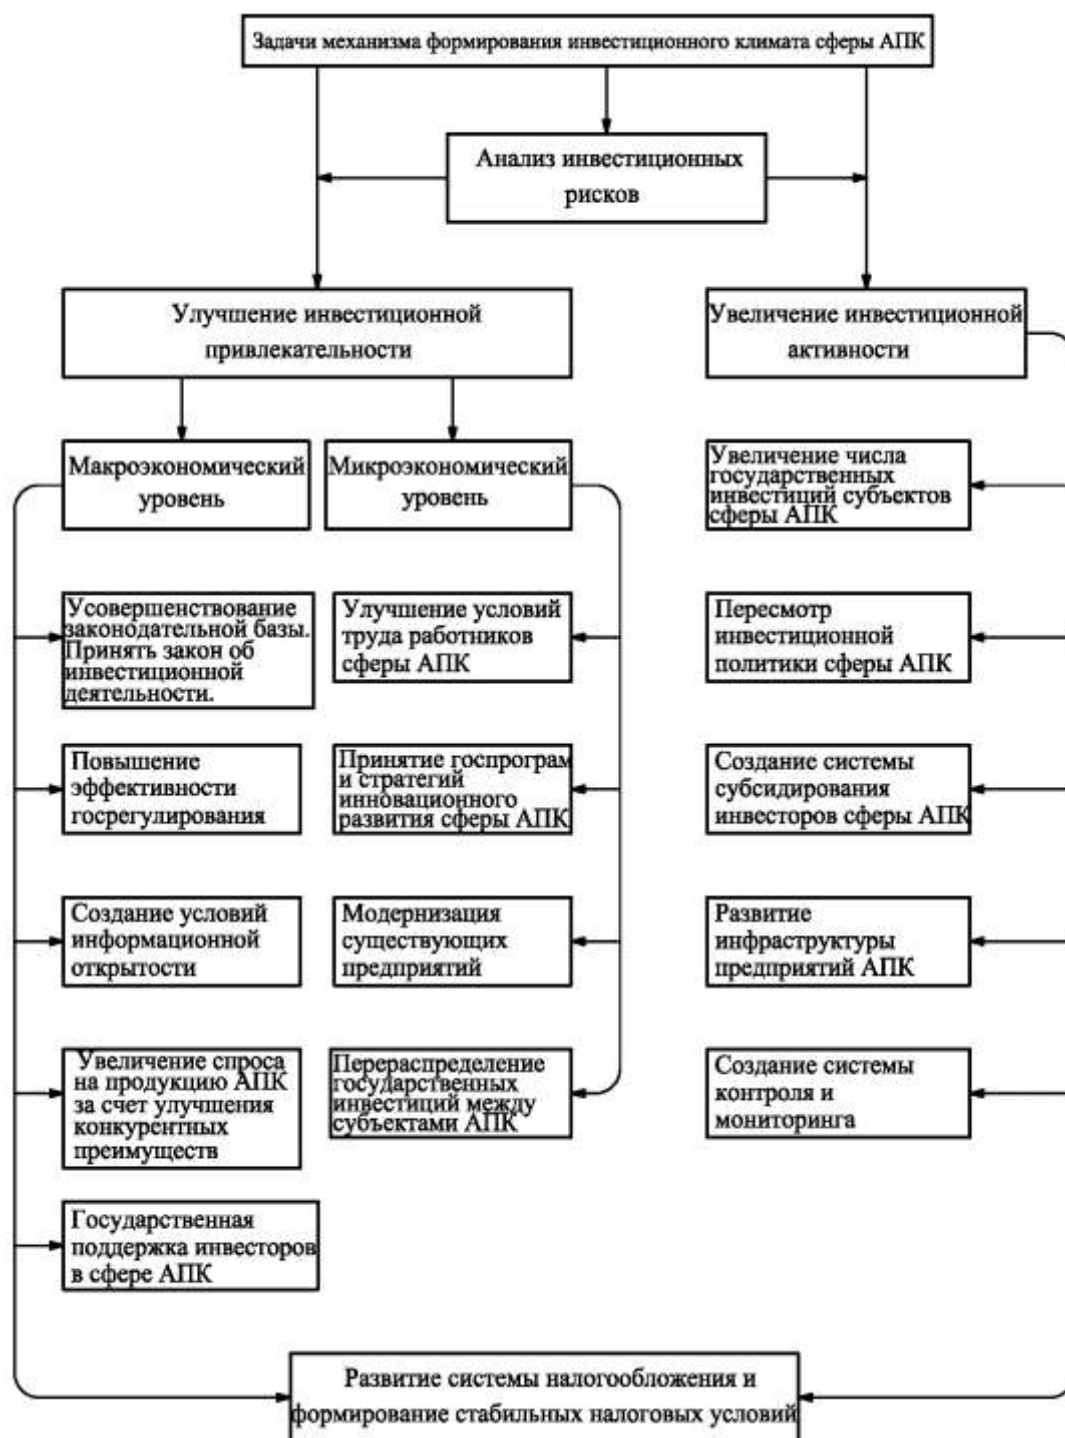 Задачи механизма формирования инвестиционного климата сферы АПК
Анализ инвестиционных
рисков
Улучшение инвестиционной
привлекательности
Увеличение инвестиционной
активности
Макроэкономический
уровень
Микроэкономический
уровень
Увеличение числа
государственных
инвестиций субъектов
сферы АПК
Усовершенствование
законодательной базы.
Принять закон об
инвестиционной
деятельности.
Улучшение условий
труда работников
сферы АПК
Пересмотр
инвестиционной
политики сферы АПК
Повышение
эффективности
госрегулирования
Принятие госпрограм
и стратегий
инновационного
развития сферы АПК
Создание системы
субсидирования
инвесторов сферы АПК
Создание условий
информационной
открытости
Модернизация
существующих
предприятий
Развитие
инфраструктуры
предприятий АПК
Увеличение спроса
на продукцию АПК
за счет улучшения
конкурентных
преимуществ
Перераспределение
государственных
инвестиций между
субъектами АПК
Создание системы
контроля и
мониторинга
Государственная
поддержка инвесторов
в сфере АПК
Развитие системы налогообложения и
формирование стабильных налоговых условий